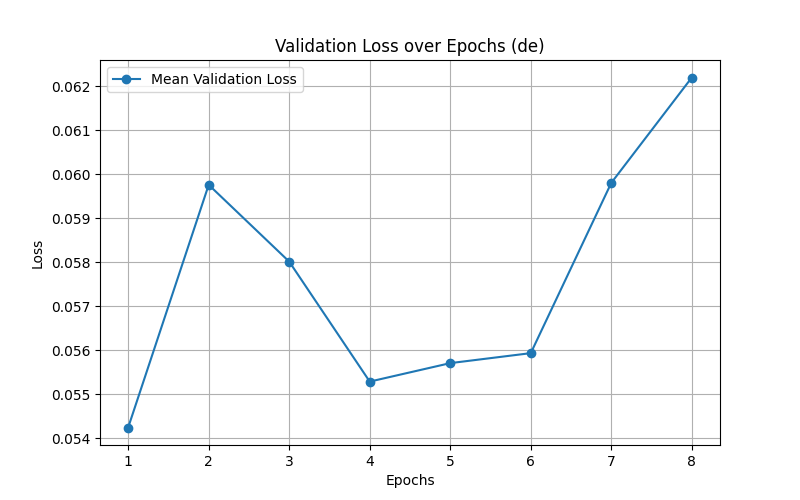 Validation Loss over Epochs (de)
Mean Validation Loss
0.062
0.061
0.060
0.059
0.058
0.057
0.056
0.055
0.054
Loss
1 2 3 4 5 6 7 8
Epochs